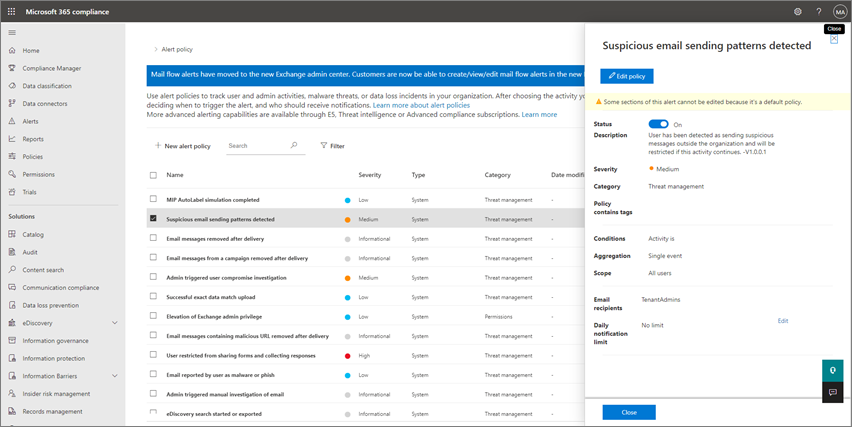 Microsoft 365 compliance
?
MA
Close
Home
Compliance Manager
Data classification
Data connectors
Alerts
Reports
Policies
Permissions
Trials
Solutions
Catalog
Audit
Content search
Communication compliance
Data loss prevention
eDiscovery
Information governance
Information protection
Information Barriers
Insider risk management
Records management
> Alert policy
Mail flow alerts have moved to the new Exchange admin center. Customers are now be able to create/view/edit mail flow alerts in the new
Use alert policies to track user and admin activities, malware threats, or data loss incidents in your organization. After choosing the activity
deciding when to trigger the alert, and who should receive notifications. Learn more about alert policies
More advanced alerting capabilities are available through E5, Threat intelligence or Advanced compliance subscriptions. Learn more
+ New alert policy Search Filter
Name Severity Type Category Date modifi
MIP AutoLabel simulation completed Low System Threat management -
Suspicious email sending patterns detected Medium System Threat management -
Email messages removed after delivery Informational System Threat management -
Email messages from a campaign removed after delivery Informational System Threat management -
Admin triggered user compromise investigation Medium System Threat management -
Successful exact data match upload Low System Threat management -
Elevation of Exchange admin privilege Low System Permissions -
Email messages containing malicious URL removed after delivery Informational System Threat management -
User restricted from sharing forms and collecting responses High System Threat management -
Email reported by user as malware or phish Low System Threat management -
Admin triggered manual investigation of email Informational System Threat management -
eDiscovery search started or exported Informational System Threat management -
Suspicious email sending patterns detected
Edit policy
Some sections of this alert cannot be edited because it's a default policy.
Status On
Description User has been detected as sending suspicious
messages outside the organization and will be
restricted if this activity continues. -V1.0.0.1
Severity Medium
Category Threat management
Policy
contains tags
Conditions Activity is
Aggregation Single event
Scope All users
Email
recipients TenantAdmins
Daily
notification
limit No limit
Edit
Close